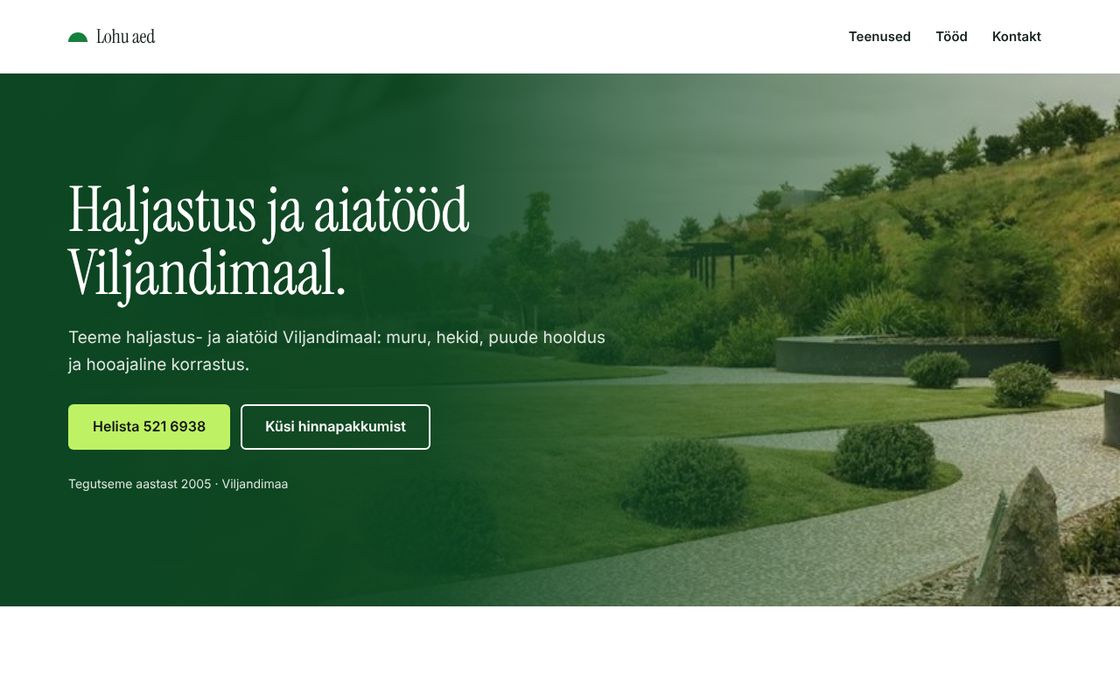 Lohu aed
Teenused Tööd Kontakt
Haljastus ja aiatööd
Viljandimaal.
Teeme haljastus- ja aiatöid Viljandimaal: muru, hekid, puude hooldus
ja hooajaline korrastus.
Helista 521 6938 Küsi hinnapakkumist
Tegutseme aastast 2005 · Viljandimaa